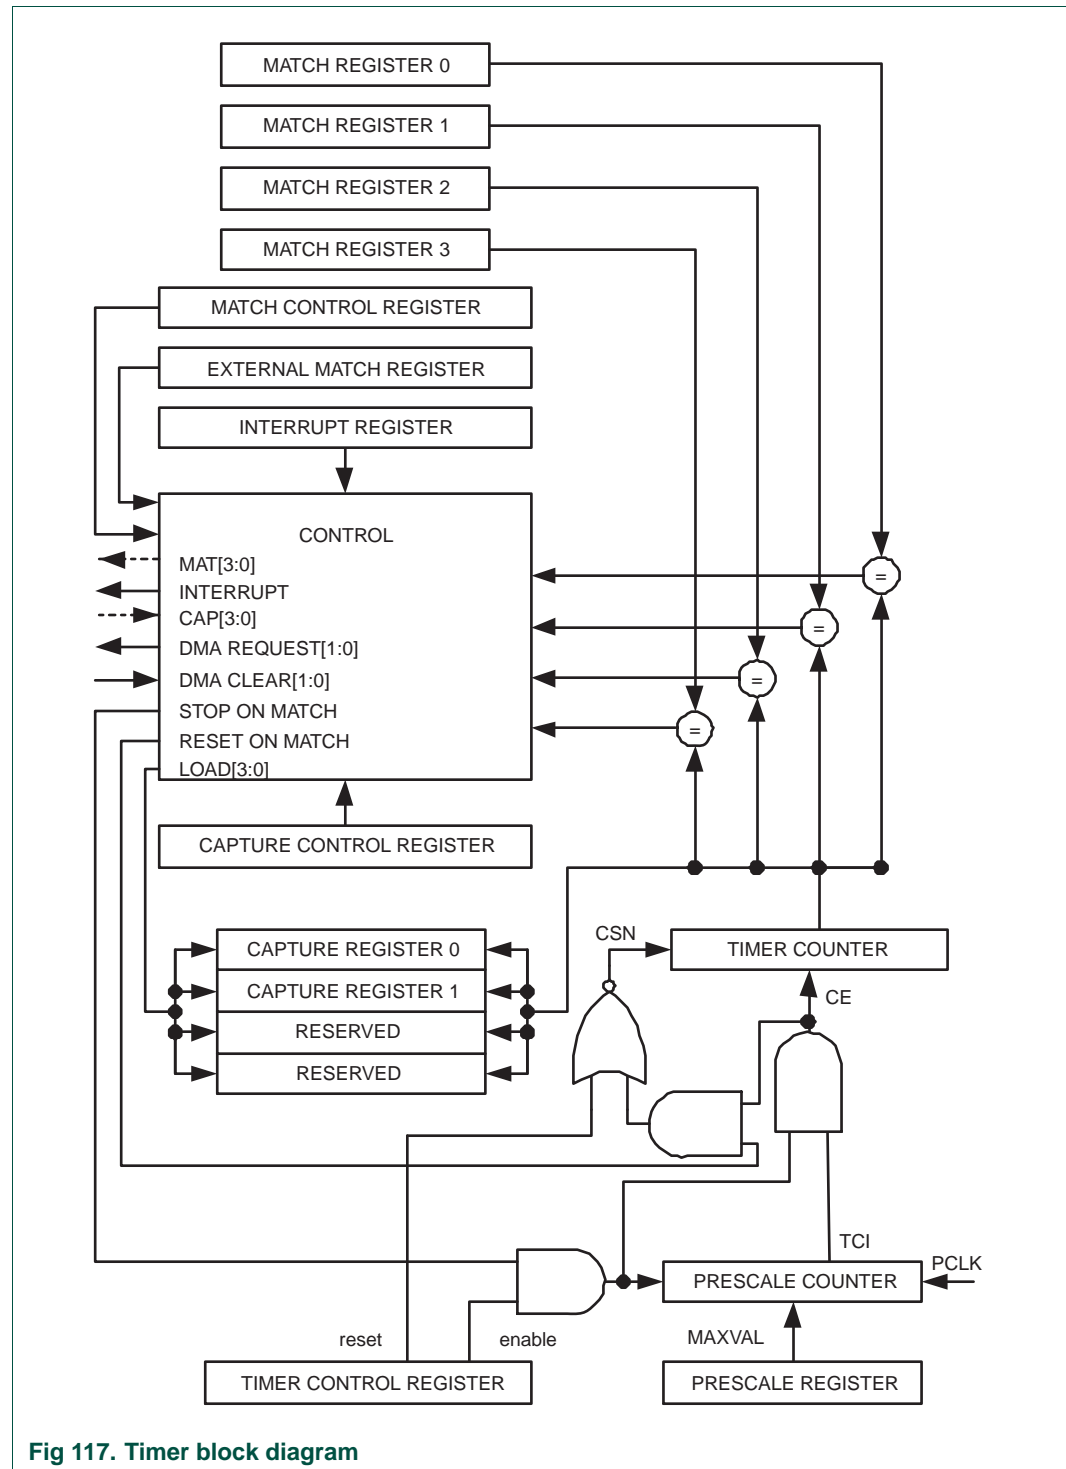 MATCH REGISTER 0
MATCH REGISTER 1
MATCH REGISTER 2
MATCH REGISTER 3
MATCH CONTROL REGISTER
EXTERNAL MATCH REGISTER
INTERRUPT REGISTER
CONTROL
MAT[3:0]
INTERRUPT
CAP[3:0]
DMA REQUEST[1:0]
DMA CLEAR[1:0]
STOP ON MATCH
RESET ON MATCH
LOAD[3:0]
=
=
=
=
CAPTURE CONTROL REGISTER
CSN
TIMER COUNTER
CAPTURE REGISTER 0
CAPTURE REGISTER 1
RESERVED
RESERVED
CE
TCI
PCLK
PRESCALE COUNTER
MAXVAL
reset
enable
TIMER CONTROL REGISTER
PRESCALE REGISTER
Fig 117. Timer block diagram